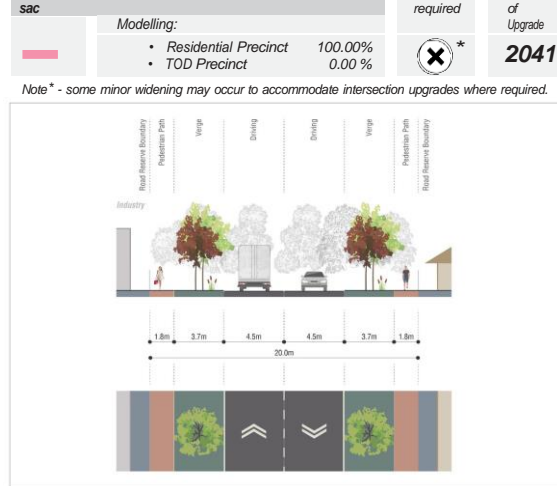 sac
required
of
Upgrade
Modelling:
• Residential Precinct 100.00%
• TOD Precinct 0.00 %
*
2041
Note* - some minor widening may occur to accommodate intersection upgrades where required.
Road Reserve Boundary
Pedestrian Path
Verge
Driving
Driving
Verge
Pedestrian Path
Road Reserve Boundary
Industry
1.8m 3.7m 4.5m 4.5m 3.7m 1.8m
20.0m